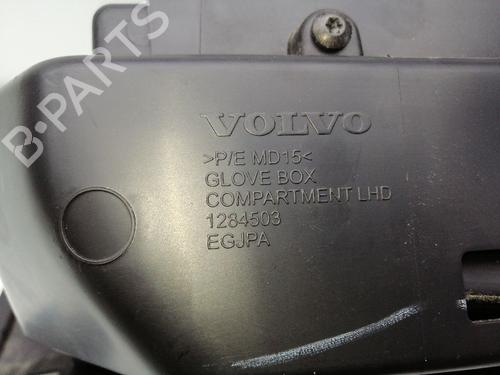 B-PARTS
VOLVO
>P/E MD15<
GLOVE BOX
COMPARTMENT LHD
1284503
EGJPA